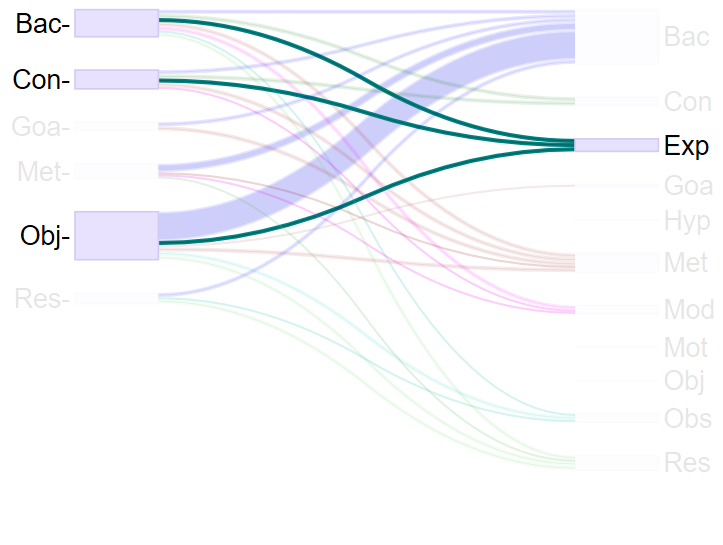 Bac-
Con-
Goa-
Met-
Obj-
Res-
Bac
Con
Exp
Goa
Hyp
Met
Mod
Mot
Obj
Obs
Res